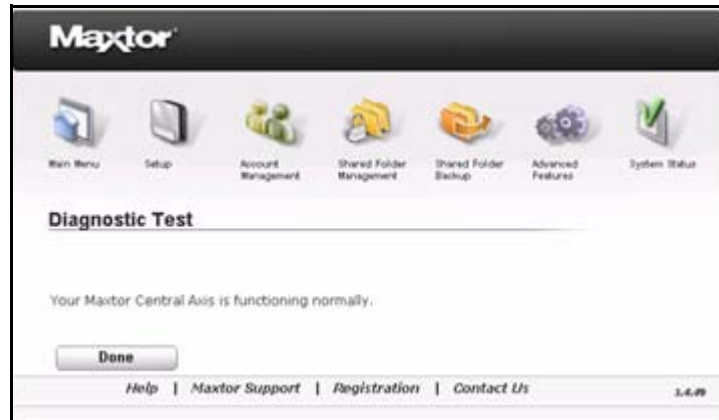 Maxtor
Main Menu
Setup
Account Management
Shared Folder Management
Shared Folder Backup
Advanced Features
System Status
Diagnostic Test
Your Maxtor Central Axis is functioning normally.
Done
Help | Maxtor Support | Registration | Contact Us